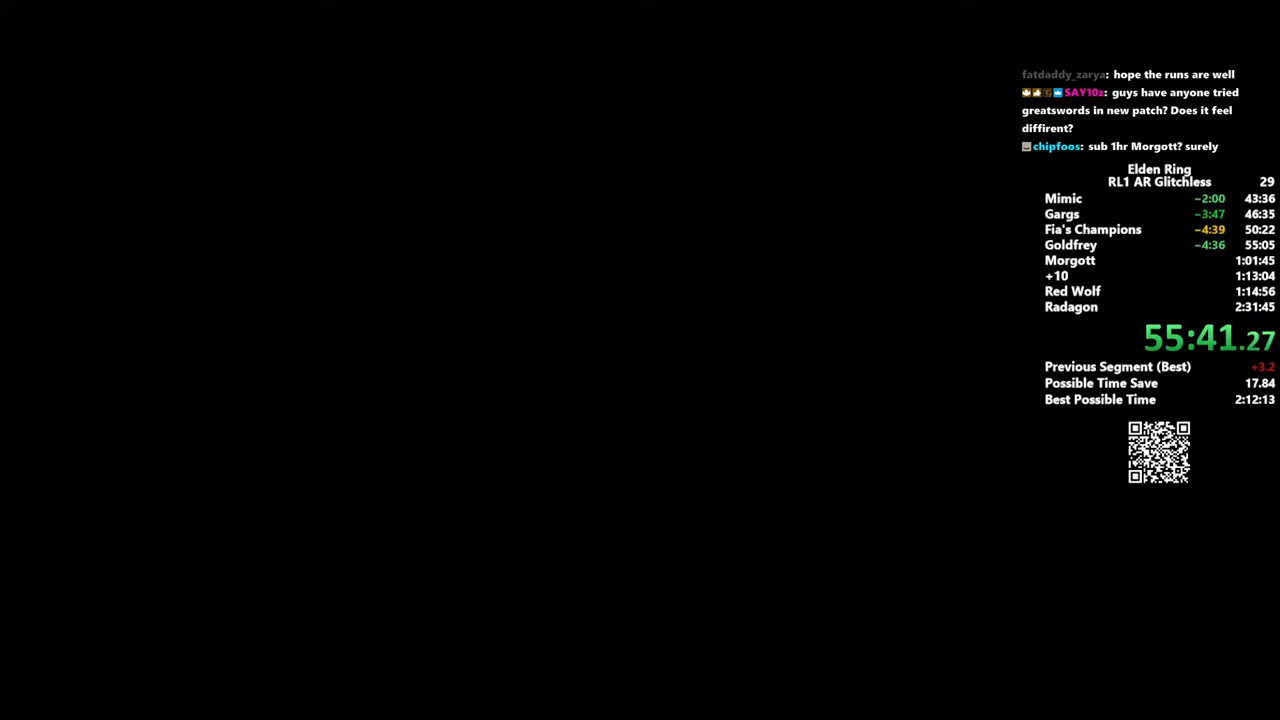 fatdaddy_zarya: hope the runs are well
SAY10z: guys have anyone tried
greatswords in new patch? Does it feel
diffirent?
chipfoos: sub 1hr Morgott? surely
Elden Ring
RL1 AR Glitchless 29
Mimic −2:00 43:36
Gargs −3:47 46:35
Fia's Champions −4:39 50:22
Goldfrey −4:36 55:05
Morgott 1:01:45
+10 1:13:04
Red Wolf 1:14:56
Radagon 2:31:45
55:41.27
Previous Segment (Best) +3.2
Possible Time Save 17.84
Best Possible Time 2:12:13